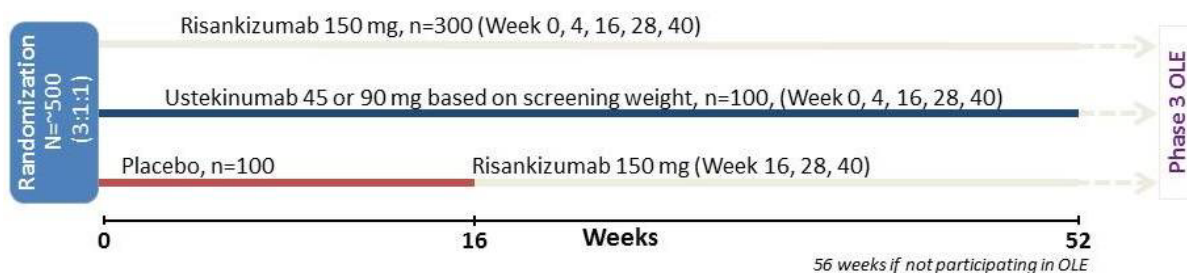 Randomization
N=~500
(3:1:1)
Risankizumab 150 mg, n=300 (Week 0, 4, 16, 28, 40)
Ustekinumab 45 or 90 mg based on screening weight, n=100, (Week 0, 4, 16, 28, 40)
Placebo, n=100
Risankizumab 150 mg (Week 16, 28, 40)
Phase 3 OLE
0
16
Weeks
52
56 weeks if not participating in OLE